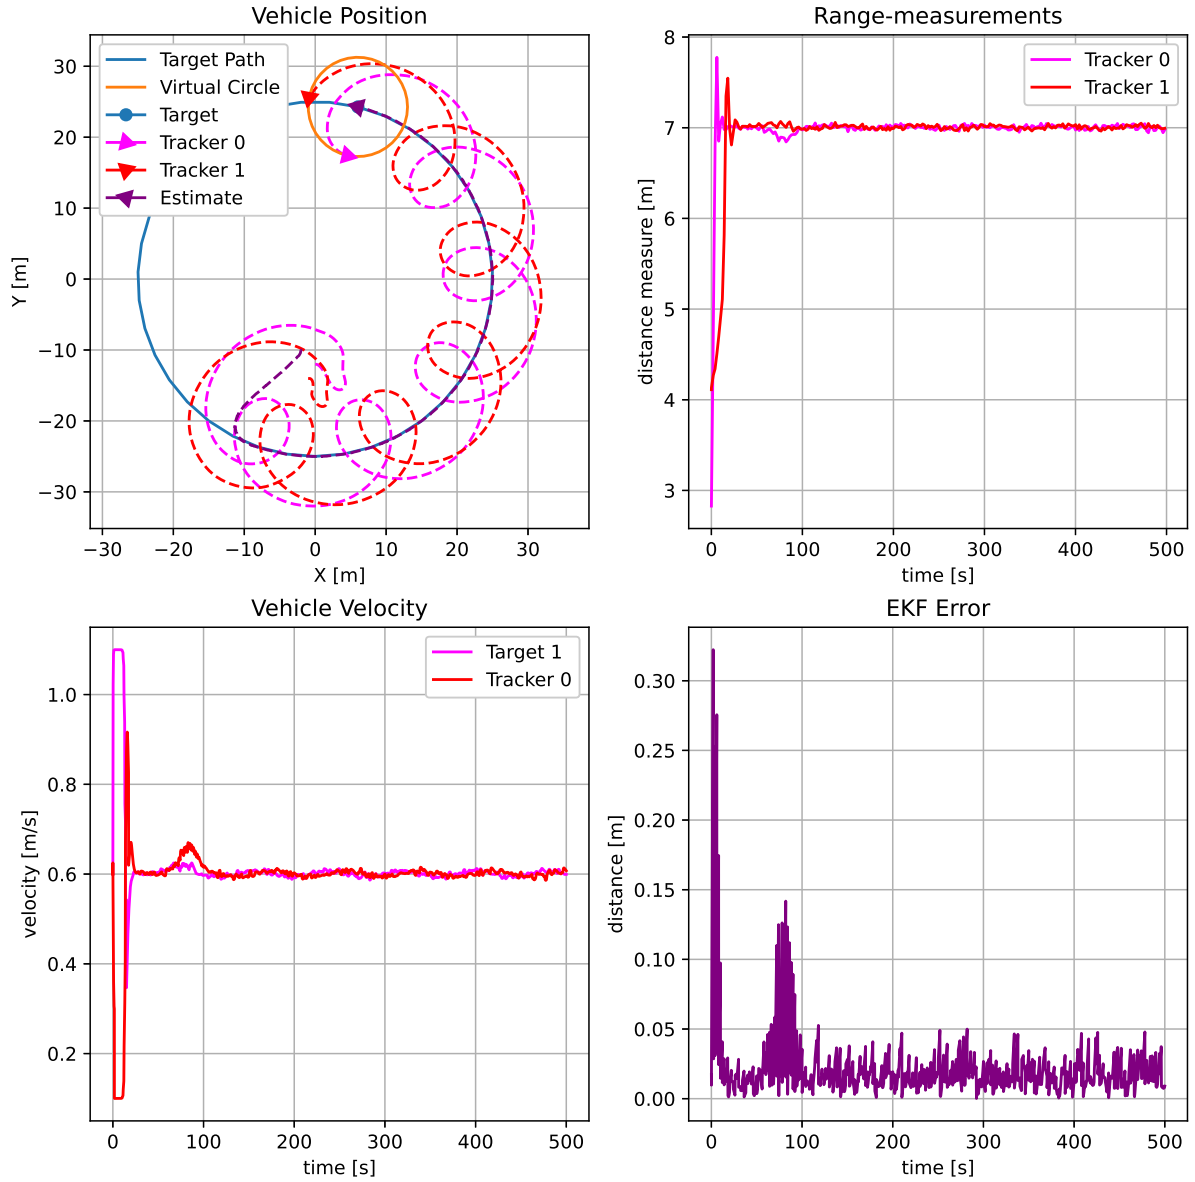 Vehicle Position
Target Path
Virtual Circle
Target
Tracker 0
Tracker 1
Estimate
30
20
10
0
−10
−20
−30
Y [m]
−30 −20 −10 0 10 20 30
X [m]
Range-measurements
Tracker 0
Tracker 1
8
7
6
5
4
3
distance measure [m]
0 100 200 300 400 500
time [s]
Vehicle Velocity
Target 1
Tracker 0
1.0
0.8
0.6
0.4
0.2
velocity [m/s]
0 100 200 300 400 500
time [s]
EKF Error
0.30
0.25
0.20
0.15
0.10
0.05
0.00
distance [m]
0 100 200 300 400 500
time [s]